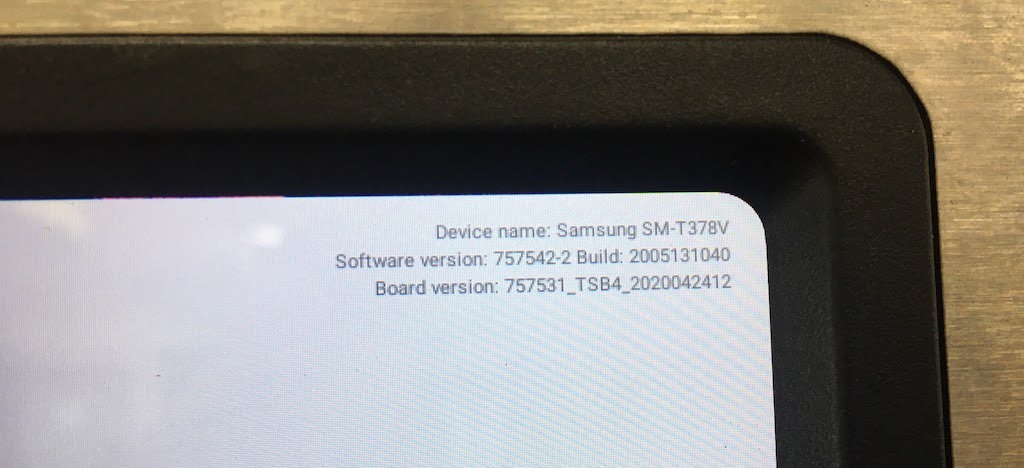 Device name: Samsung SM-T378V
Software version: 757542-2 Build: 2005131040
Board version: 757531_TSB4_2020042412